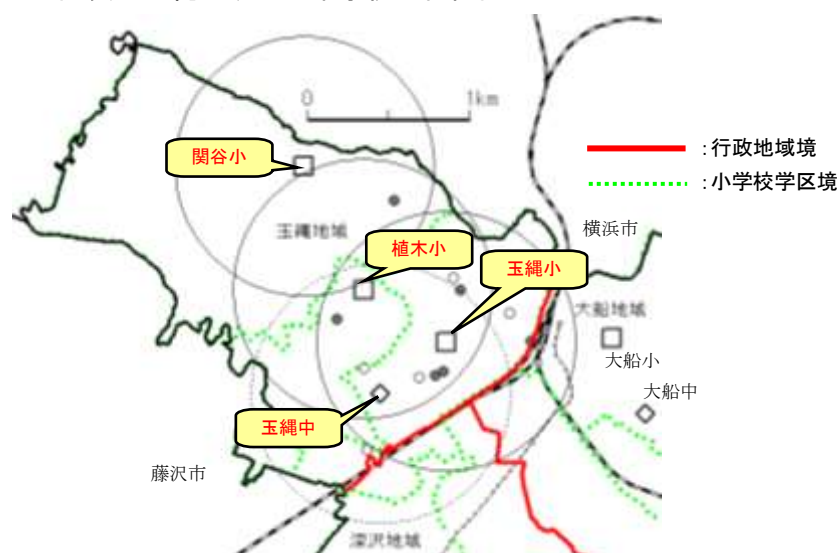 0 1km
関谷小
:行政地域境
:小学校学区境
玉縄地域
横浜市
植木小
玉縄小
大船地域
大船小
大船中
玉縄中
藤沢市
深沢地域